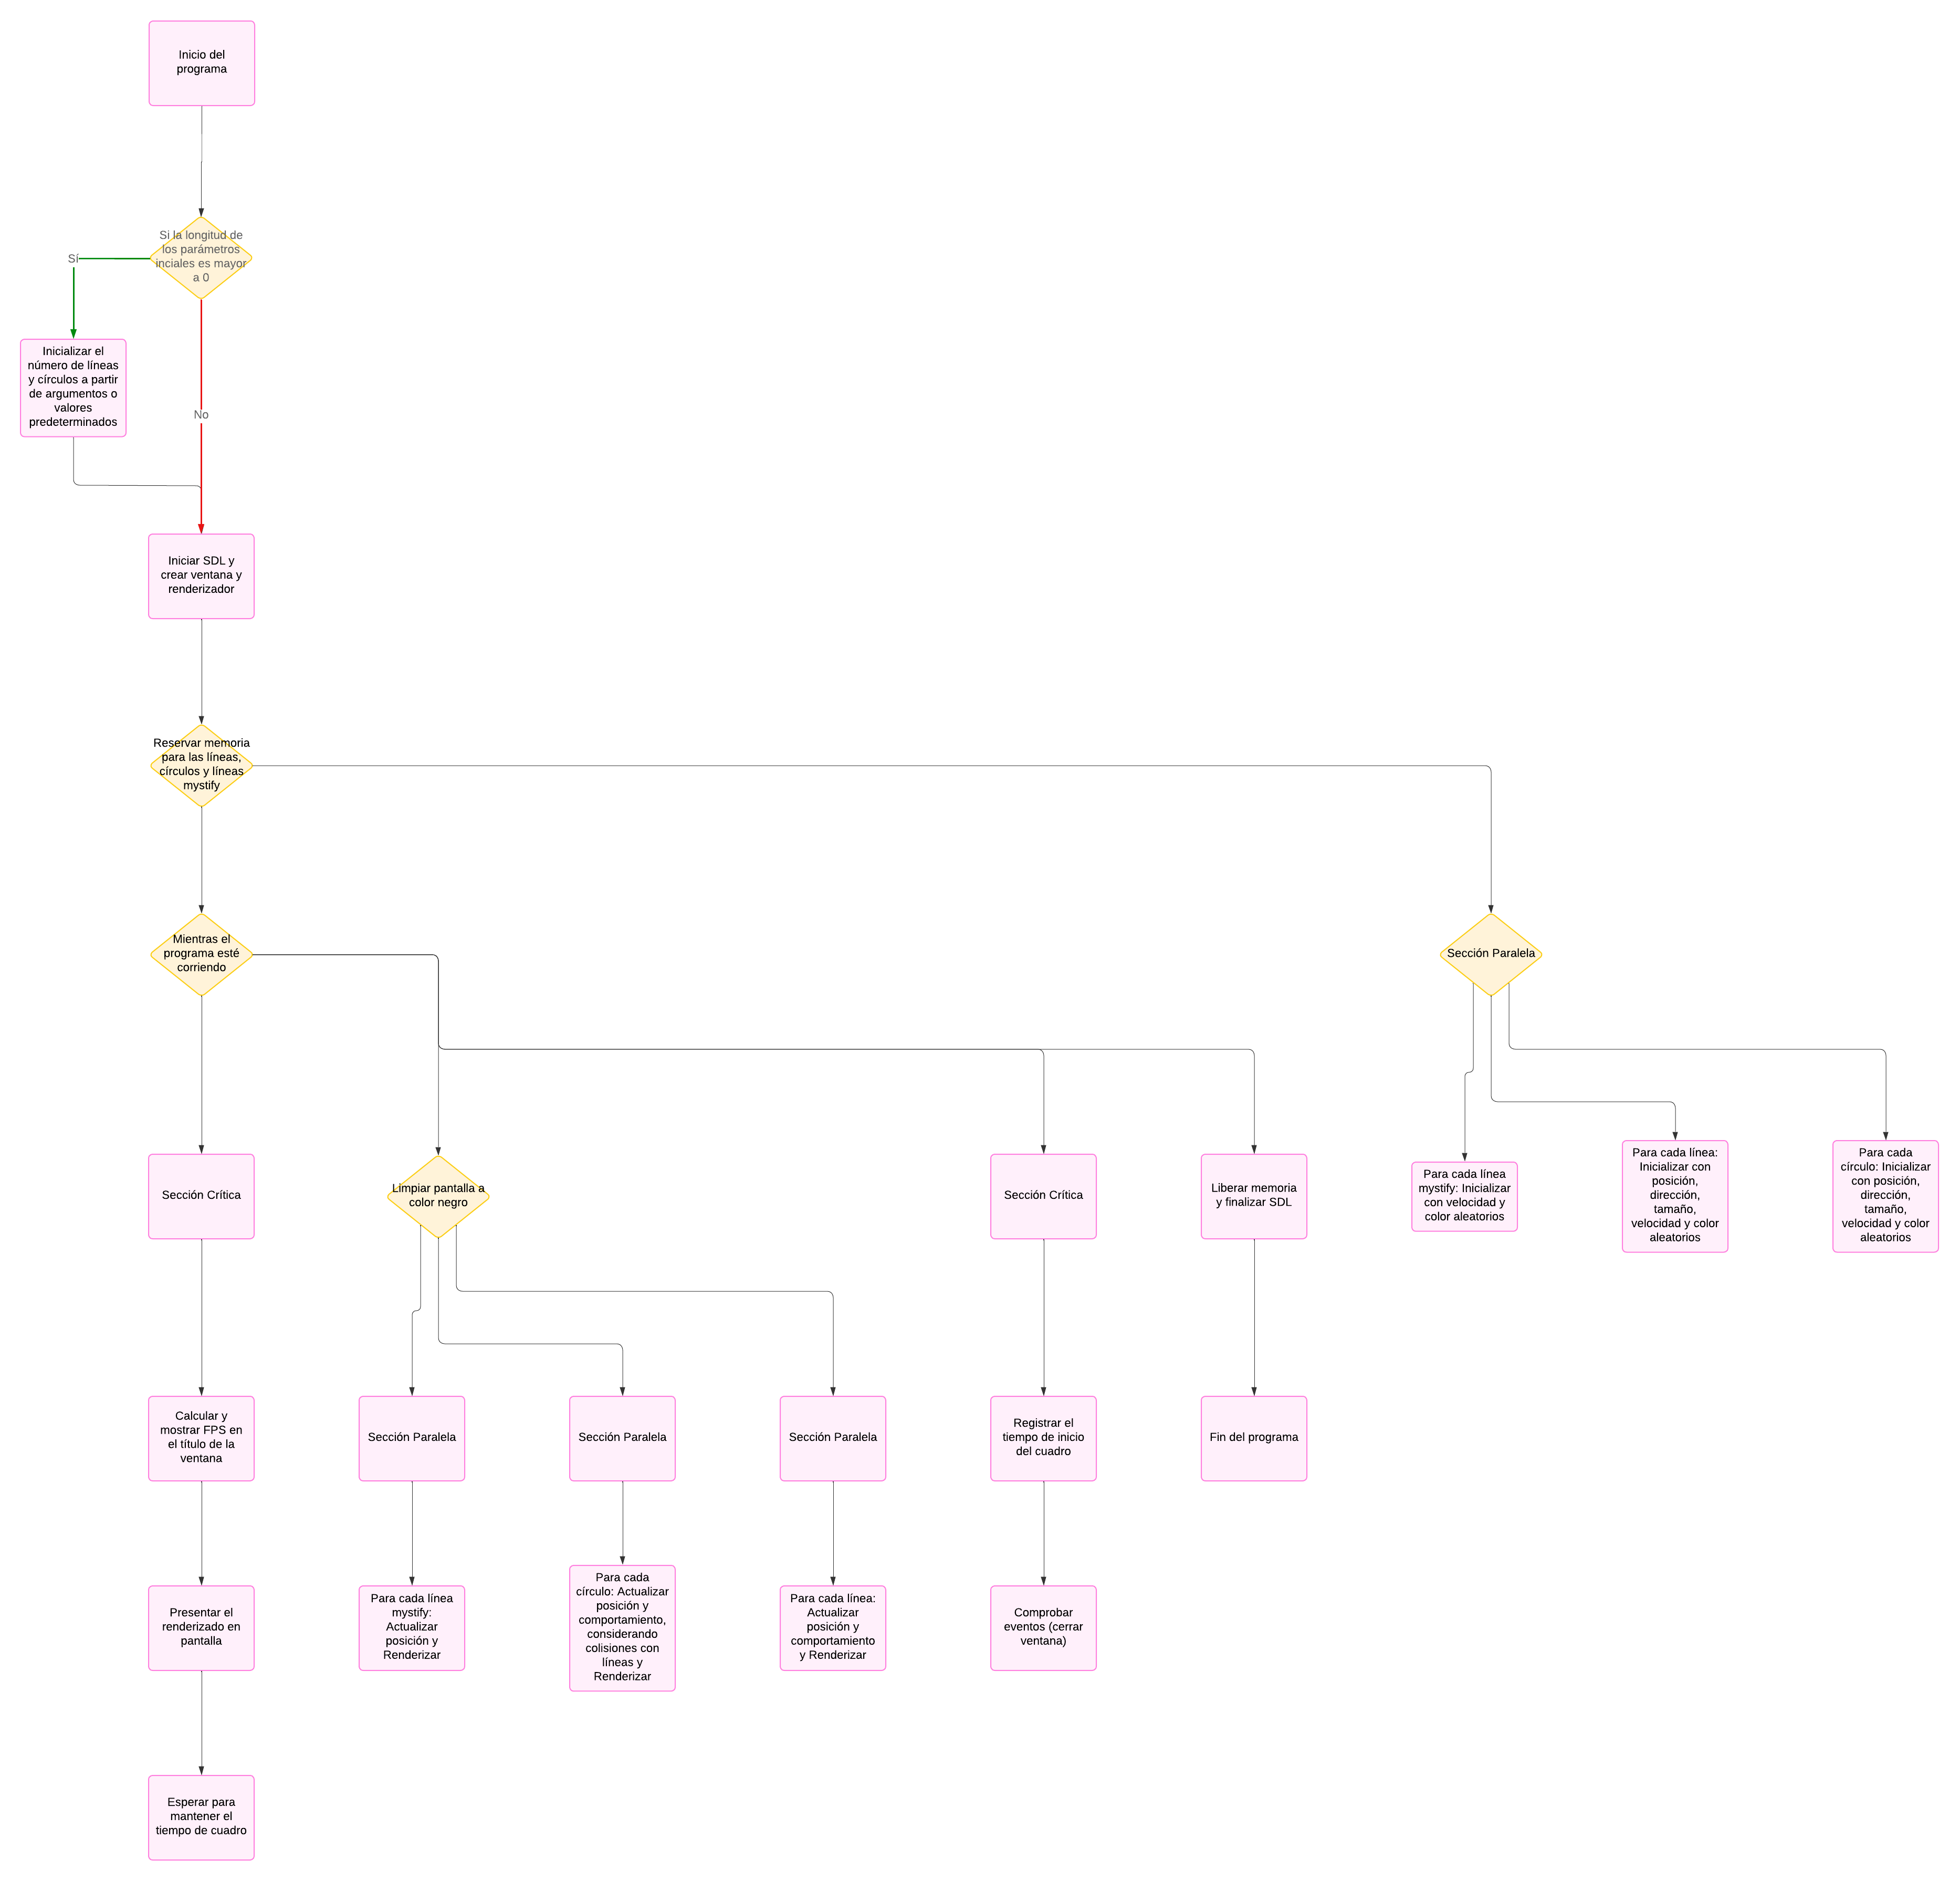 Inicio del
programa
Si la longitud de
los parámetros
inciales es mayor
a 0
Sí
Inicializar el
número de líneas
y círculos a partir
de argumentos o
valores
predeterminados
No
Iniciar SDL y
crear ventana y
renderizador
Reservar memoria
para las líneas,
círculos y líneas
mystify
Mientras el
programa esté
corriendo
Sección Paralela
Sección Crítica
Limpiar pantalla a
color negro
Sección Crítica
Liberar memoria
y finalizar SDL
Para cada línea
mystify: Inicializar
con velocidad y
color aleatorios
Para cada línea:
Inicializar con
posición,
dirección,
tamaño,
velocidad y color
aleatorios
Para cada
círculo: Inicializar
con posición,
dirección,
tamaño,
velocidad y color
aleatorios
Calcular y
mostrar FPS en
el título de la
ventana
Sección Paralela
Sección Paralela
Sección Paralela
Registrar el
tiempo de inicio
del cuadro
Fin del programa
Presentar el
renderizado en
pantalla
Para cada línea
mystify:
Actualizar
posición y
Renderizar
Para cada
círculo: Actualizar
posición y
comportamiento,
considerando
colisiones con
líneas y
Renderizar
Para cada línea:
Actualizar
posición y
comportamiento
y Renderizar
Comprobar
eventos (cerrar
ventana)
Esperar para
mantener el
tiempo de cuadro